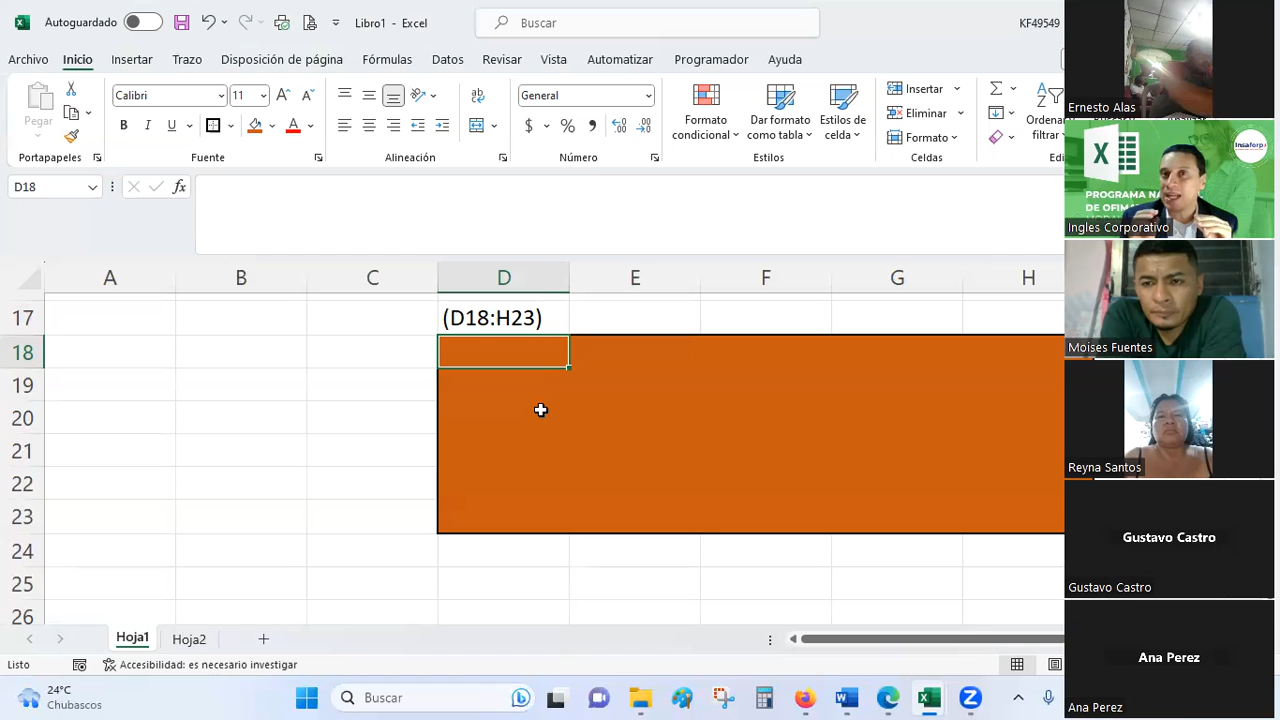 Autoguardado
Libro1 - Excel
Buscar
KF49549
Archivo Inicio Insertar Trazo Disposición de página Fórmulas Datos Revisar Vista Automatizar Programador Ayuda
Pegar
Portapapeles
Calibri 11
N I S
Fuente
Alineación
General
$ % 000
Número
Formato condicional
Dar formato como tabla
Estilos de celda
Estilos
Insertar
Eliminar
Formato
Celdas
Ordenar
filtrar
D18
fx
A B C D E F G H
17 (D18:H23)
18
19
20
21
22
23
24
25
26
Hoja1 Hoja2
Listo
Accesibilidad: es necesario investigar
24°C
Chubascos
Buscar
Ernesto Alas
Insaforp
PROGRAMA NA
DE OFIMA
Ingles Corporativo
Moises Fuentes
Reyna Santos
Gustavo Castro
Gustavo Castro
Ana Perez
Ana Perez